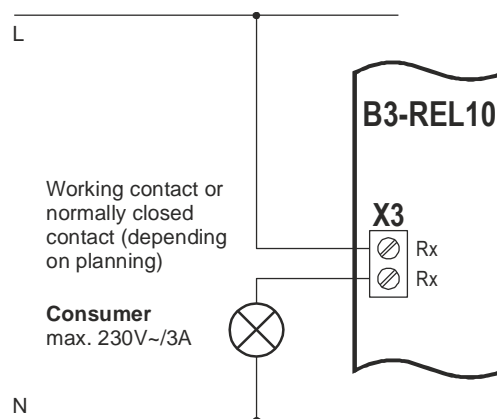 L
B3-REL10
Working contact or
normally closed
contact (depending
on planning)
X3
Rx
Rx
Consumer
max. 230V~/3A
N